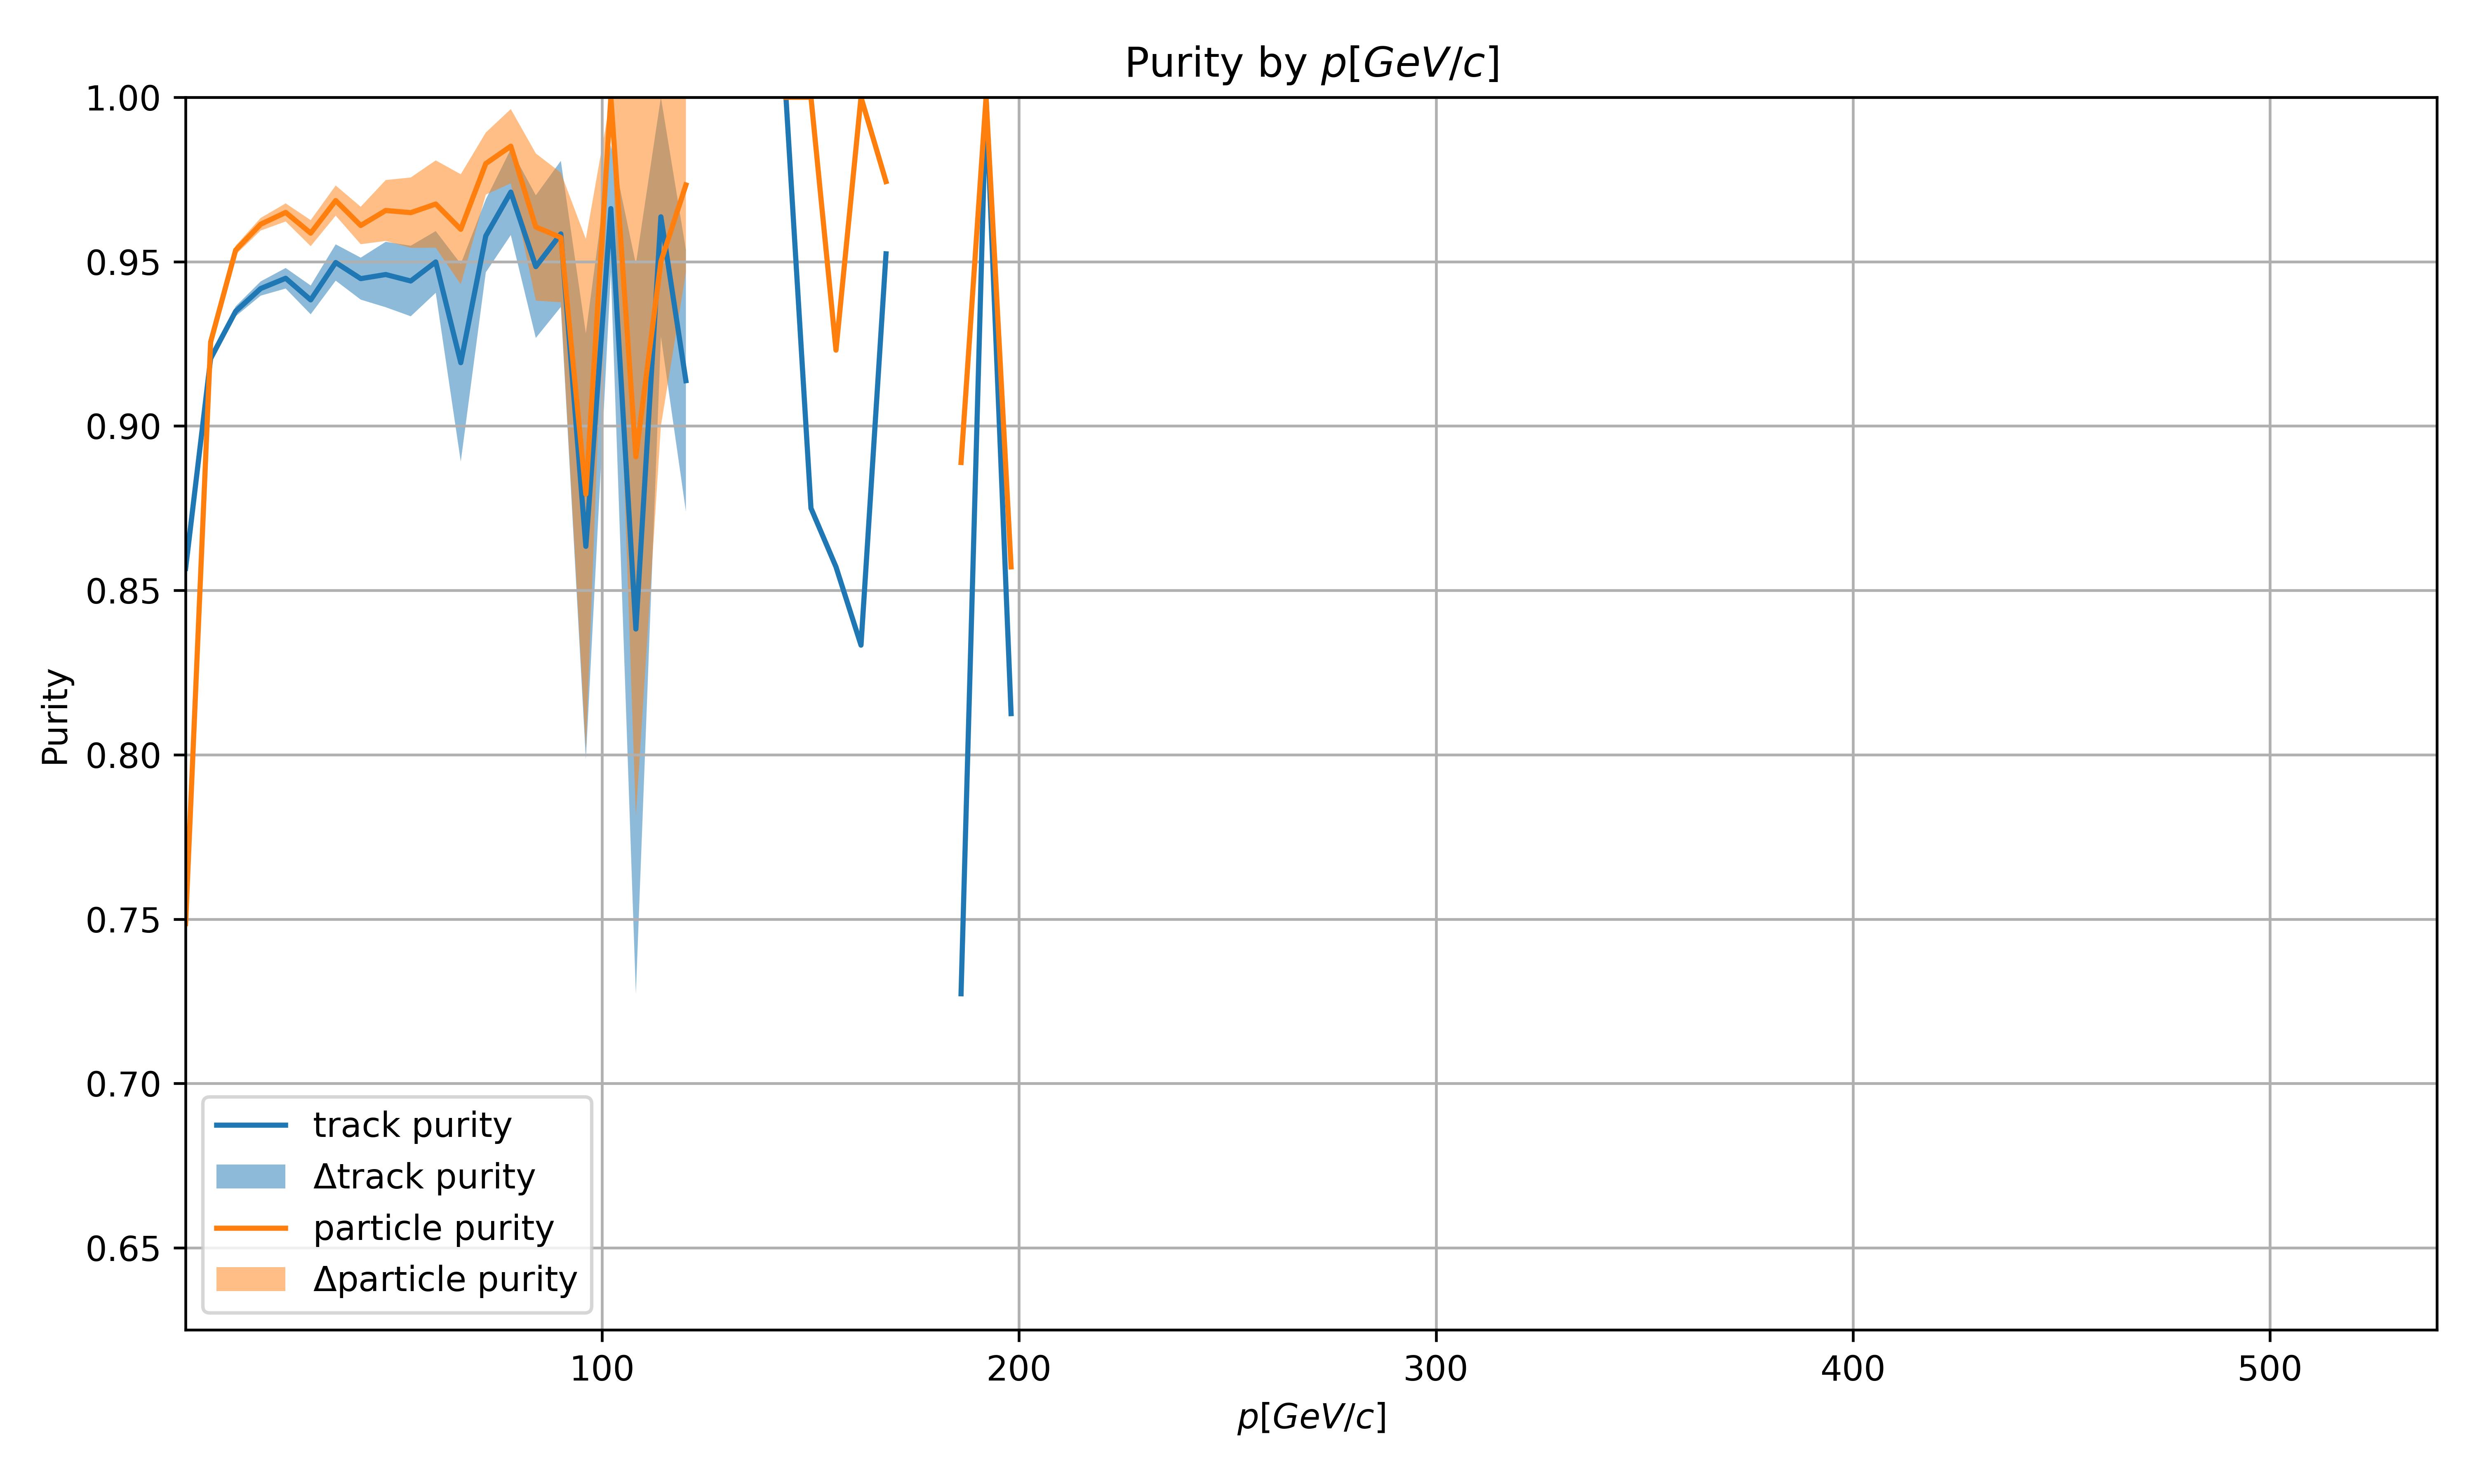 Purity by p[GeV/c]
1.00
0.95
0.90
0.85
0.80
0.75
0.70
0.65
Purity
track purity
Δtrack purity
particle purity
Δparticle purity
100 200 300 400 500
p[GeV/c]